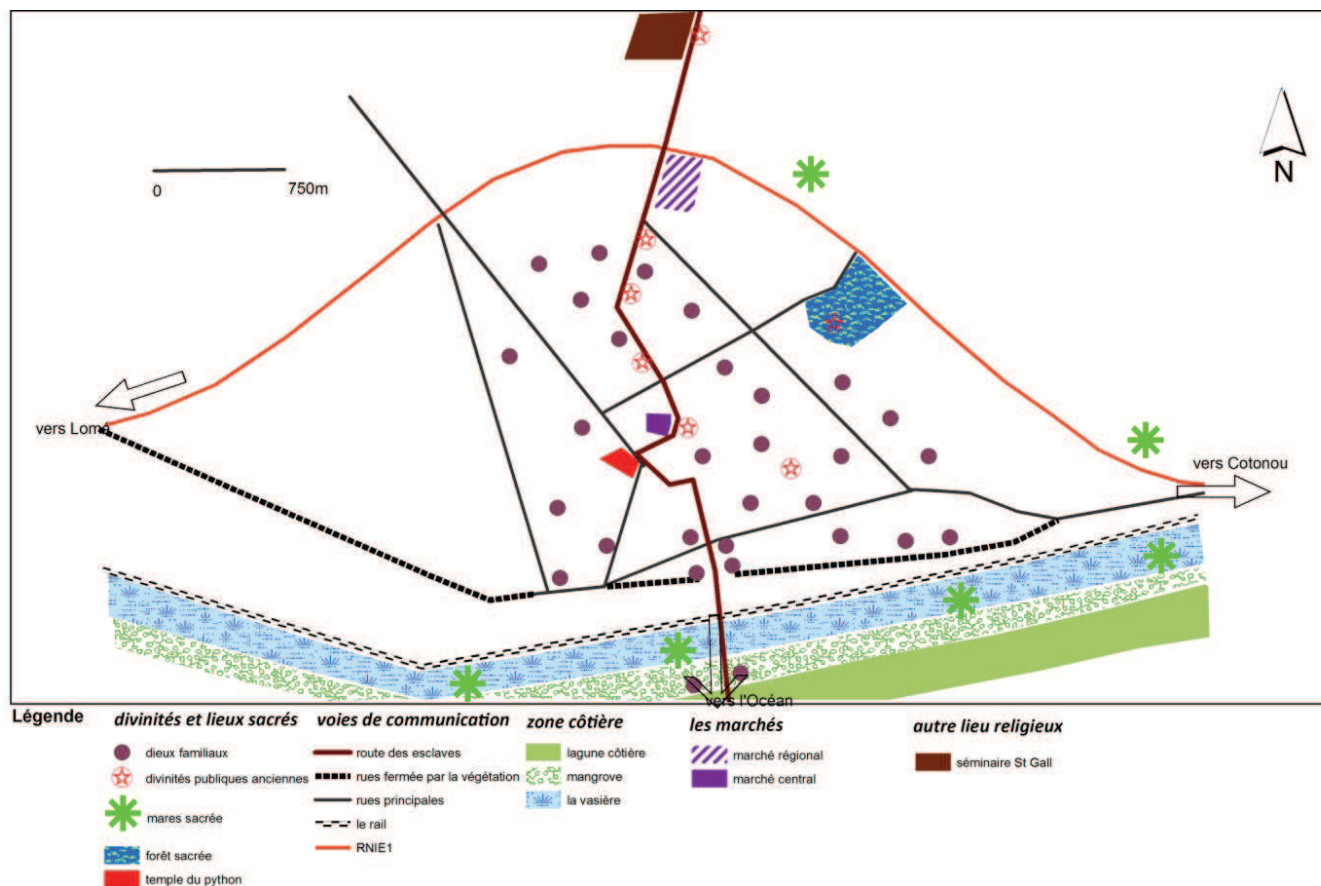 N
0
750m
vers Lomé
vers Cotonou
vers l'Océan
Légende
divinités et lieux sacrés
dieux familiaux
divinités publiques anciennes
mares sacrée
forêt sacrée
temple du python
voies de communication
route des esclaves
rues fermée par la végétation
rues principales
le rail
RNIE1
zone côtière
lagune côtière
mangrove
la vasière
les marchés
marché régional
marché central
autre lieu religieux
séminaire St Gall